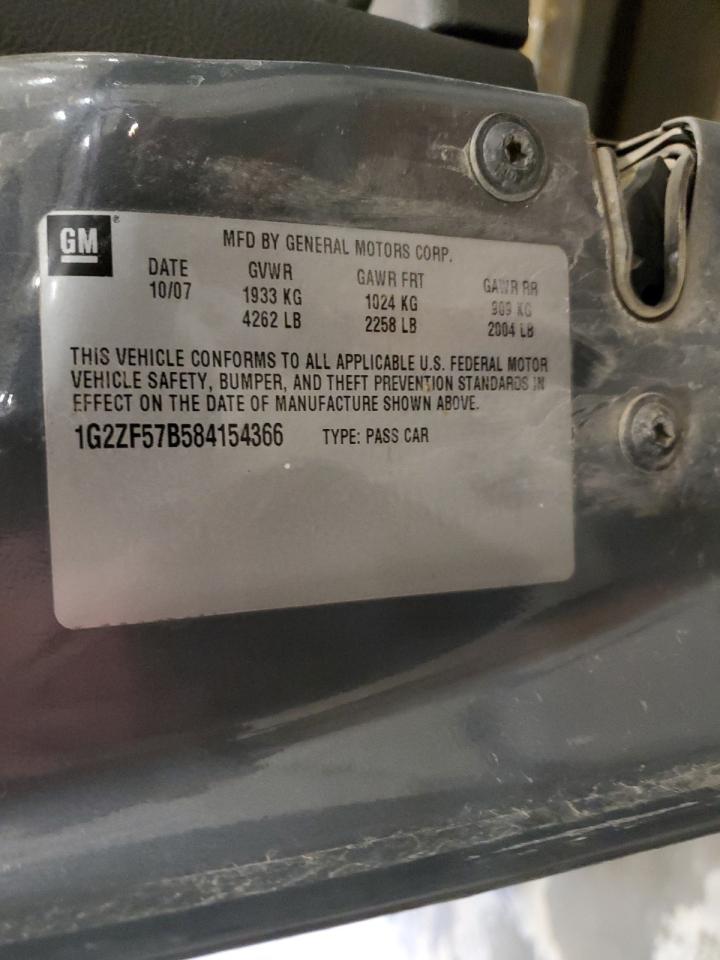 GM®
MFD BY GENERAL MOTORS CORP.
DATE GVWR GAWR FRT GAWR RR
10/07 1933 KG 1024 KG 909 KG
4262 LB 2258 LB 2004 LB
THIS VEHICLE CONFORMS TO ALL APPLICABLE U.S. FEDERAL MOTOR
VEHICLE SAFETY, BUMPER, AND THEFT PREVENTION STANDARDS IN
EFFECT ON THE DATE OF MANUFACTURE SHOWN ABOVE.
1G2ZF57B584154366 TYPE: PASS CAR